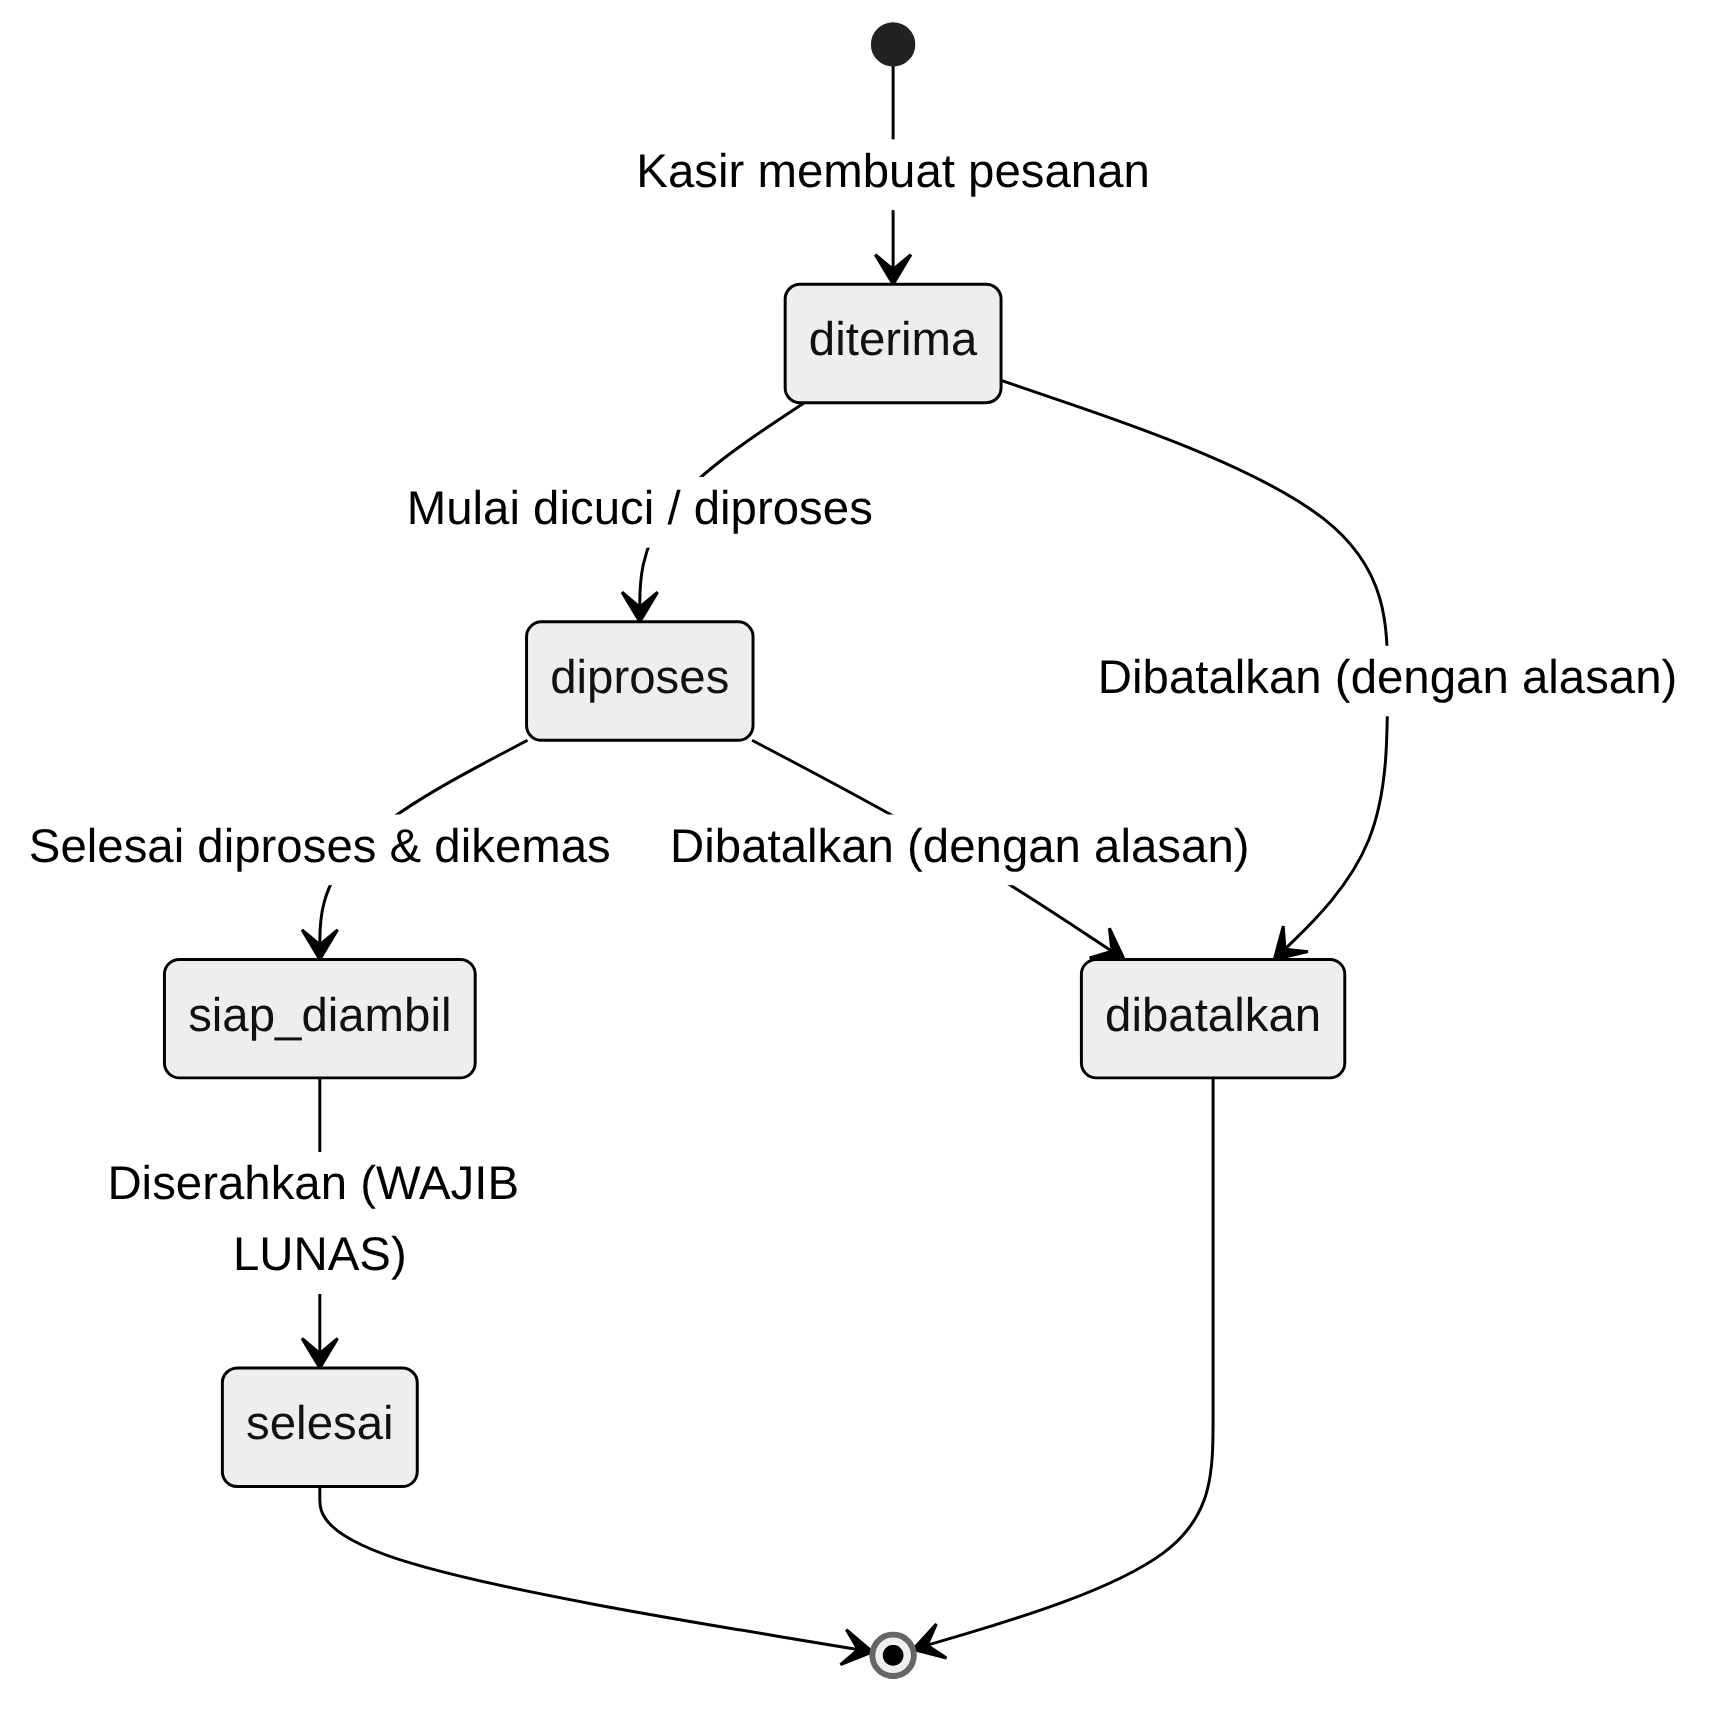 Kasir membuat pesanan
diterima
Mulai dicuci / diproses
diproses
Dibatalkan (dengan alasan)
Selesai diproses & dikemas
Dibatalkan (dengan alasan)
siap_diambil
dibatalkan
Diserahkan (WAJIB
LUNAS)
selesai